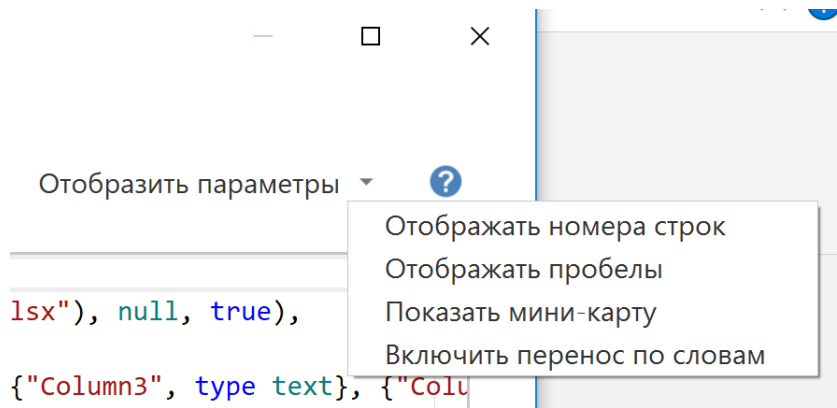 Отобразить параметры
?
Отображать номера строк
Отображать пробелы
Показать мини-карту
Включить перенос по словам
lsx"), null, true),
{"Column3", type text}, {"Colu